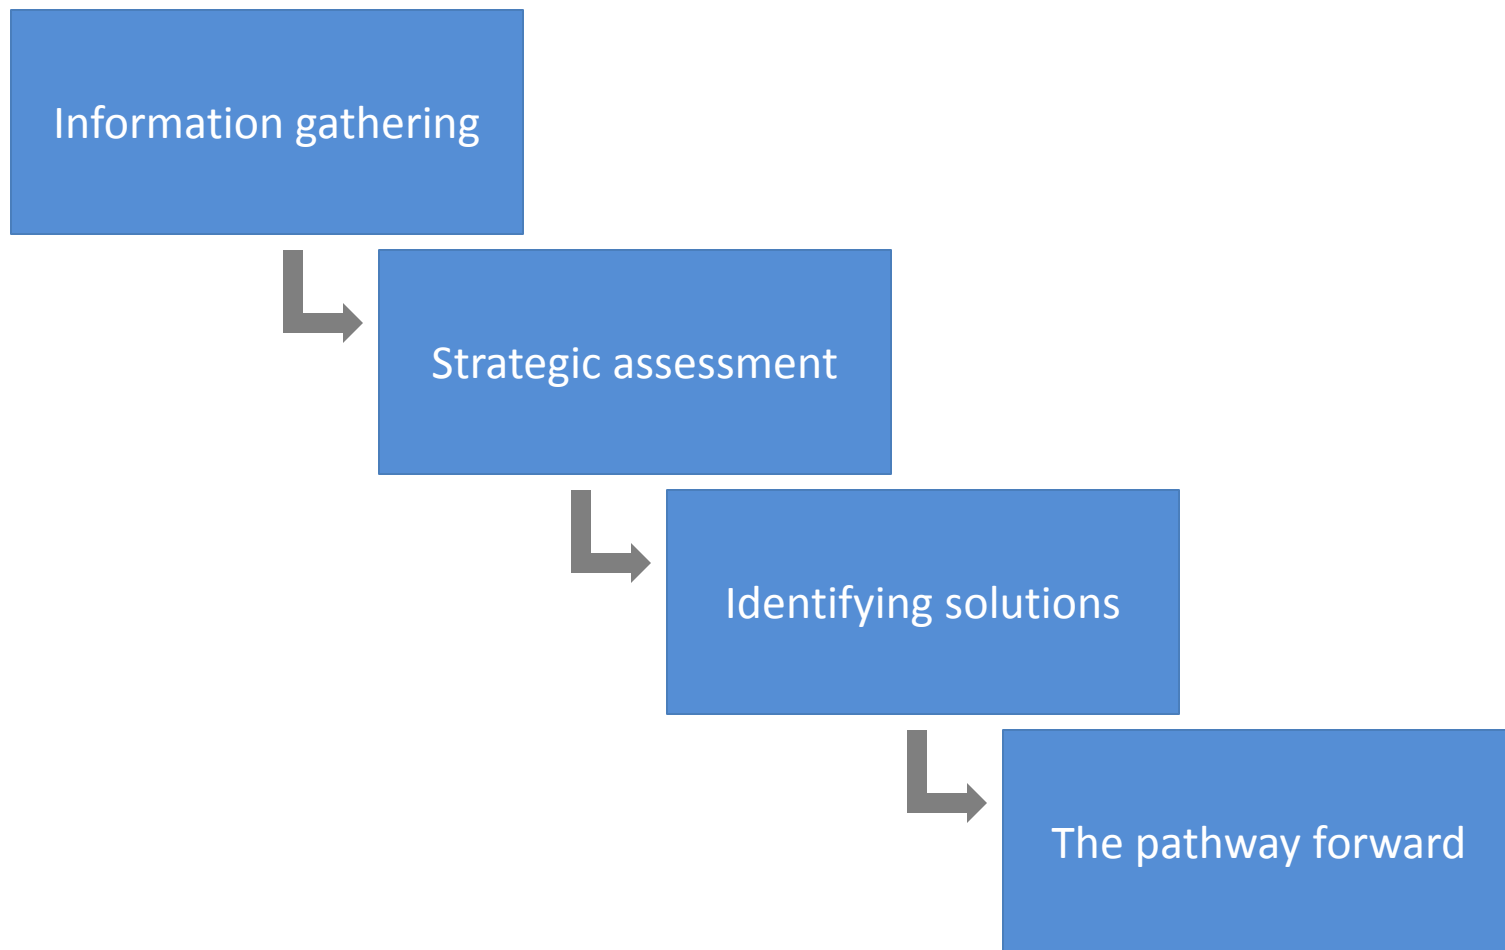 Information gathering
Strategic assessment
Identifying solutions
The pathway forward